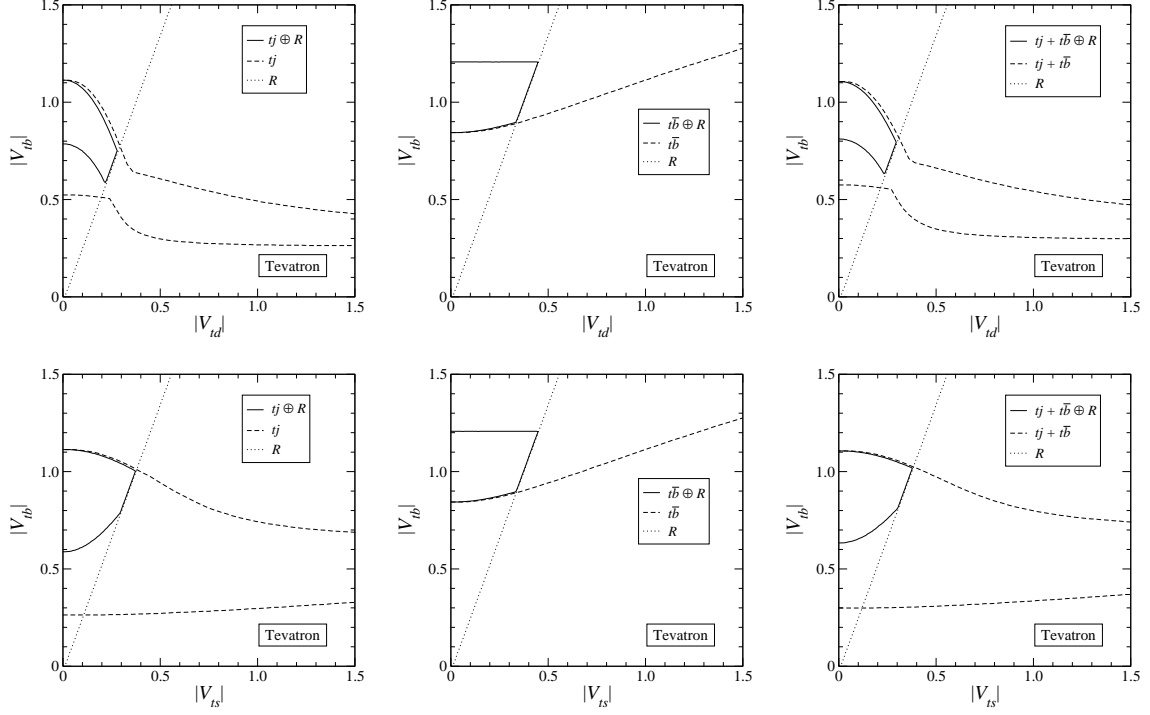 1.5
1.0
0.5
0
0
0.5
1.0
1.5
|V_tb|
|V_td|
tj ⊕ R
tj
R
Tevatron
1.5
1.0
0.5
0
0
0.5
1.0
1.5
|V_tb|
|V_td|
tb̅ ⊕ R
tb̅
R
Tevatron
1.5
1.0
0.5
0
0
0.5
1.0
1.5
|V_tb|
|V_td|
tj + tb̅ ⊕ R
tj + tb̅
R
Tevatron
1.5
1.0
0.5
0
0
0.5
1.0
1.5
|V_tb|
|V_ts|
tj ⊕ R
tj
R
Tevatron
1.5
1.0
0.5
0
0
0.5
1.0
1.5
|V_tb|
|V_ts|
tb̅ ⊕ R
tb̅
R
Tevatron
1.5
1.0
0.5
0
0
0.5
1.0
1.5
|V_tb|
|V_ts|
tj + tb̅ ⊕ R
tj + tb̅
R
Tevatron